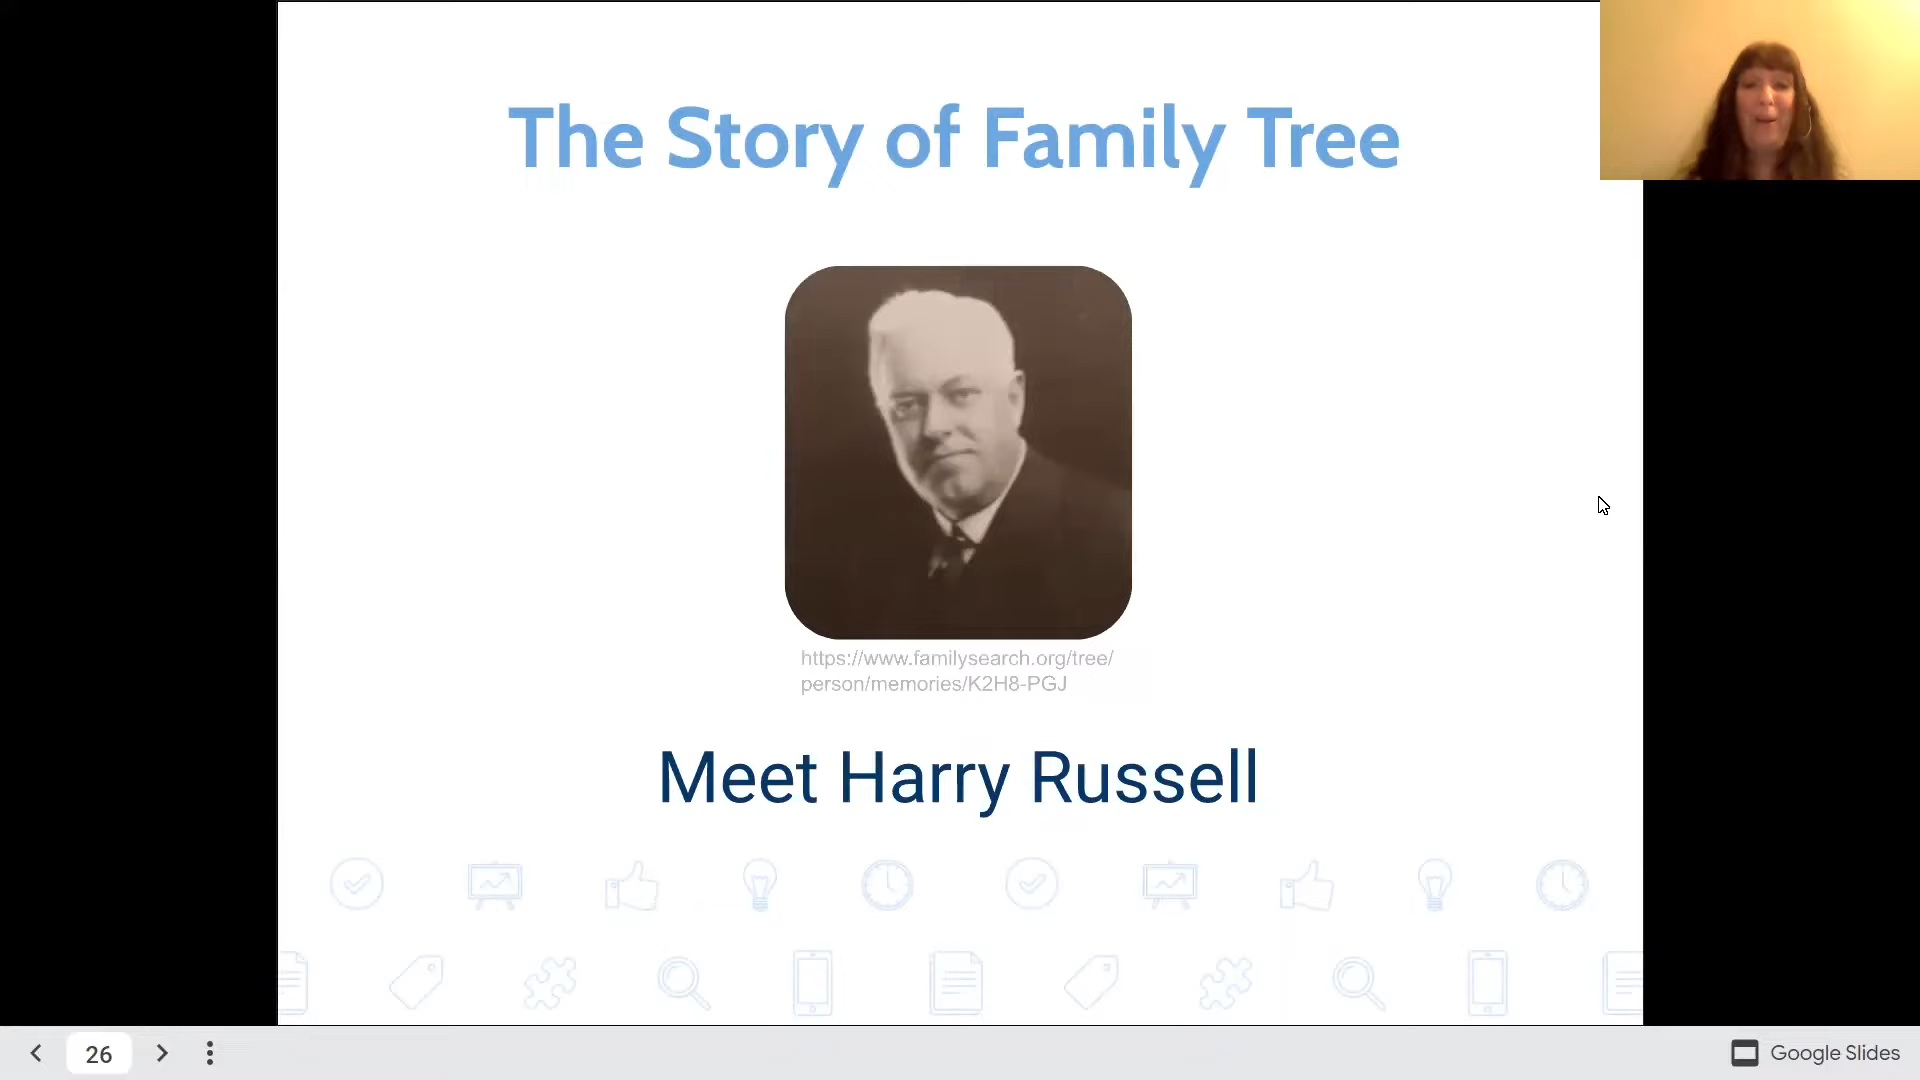 The Story of Family Tree
https://www.familysearch.org/tree/
person/memories/K2H8-PGJ
Meet Harry Russell
26
Google Slides